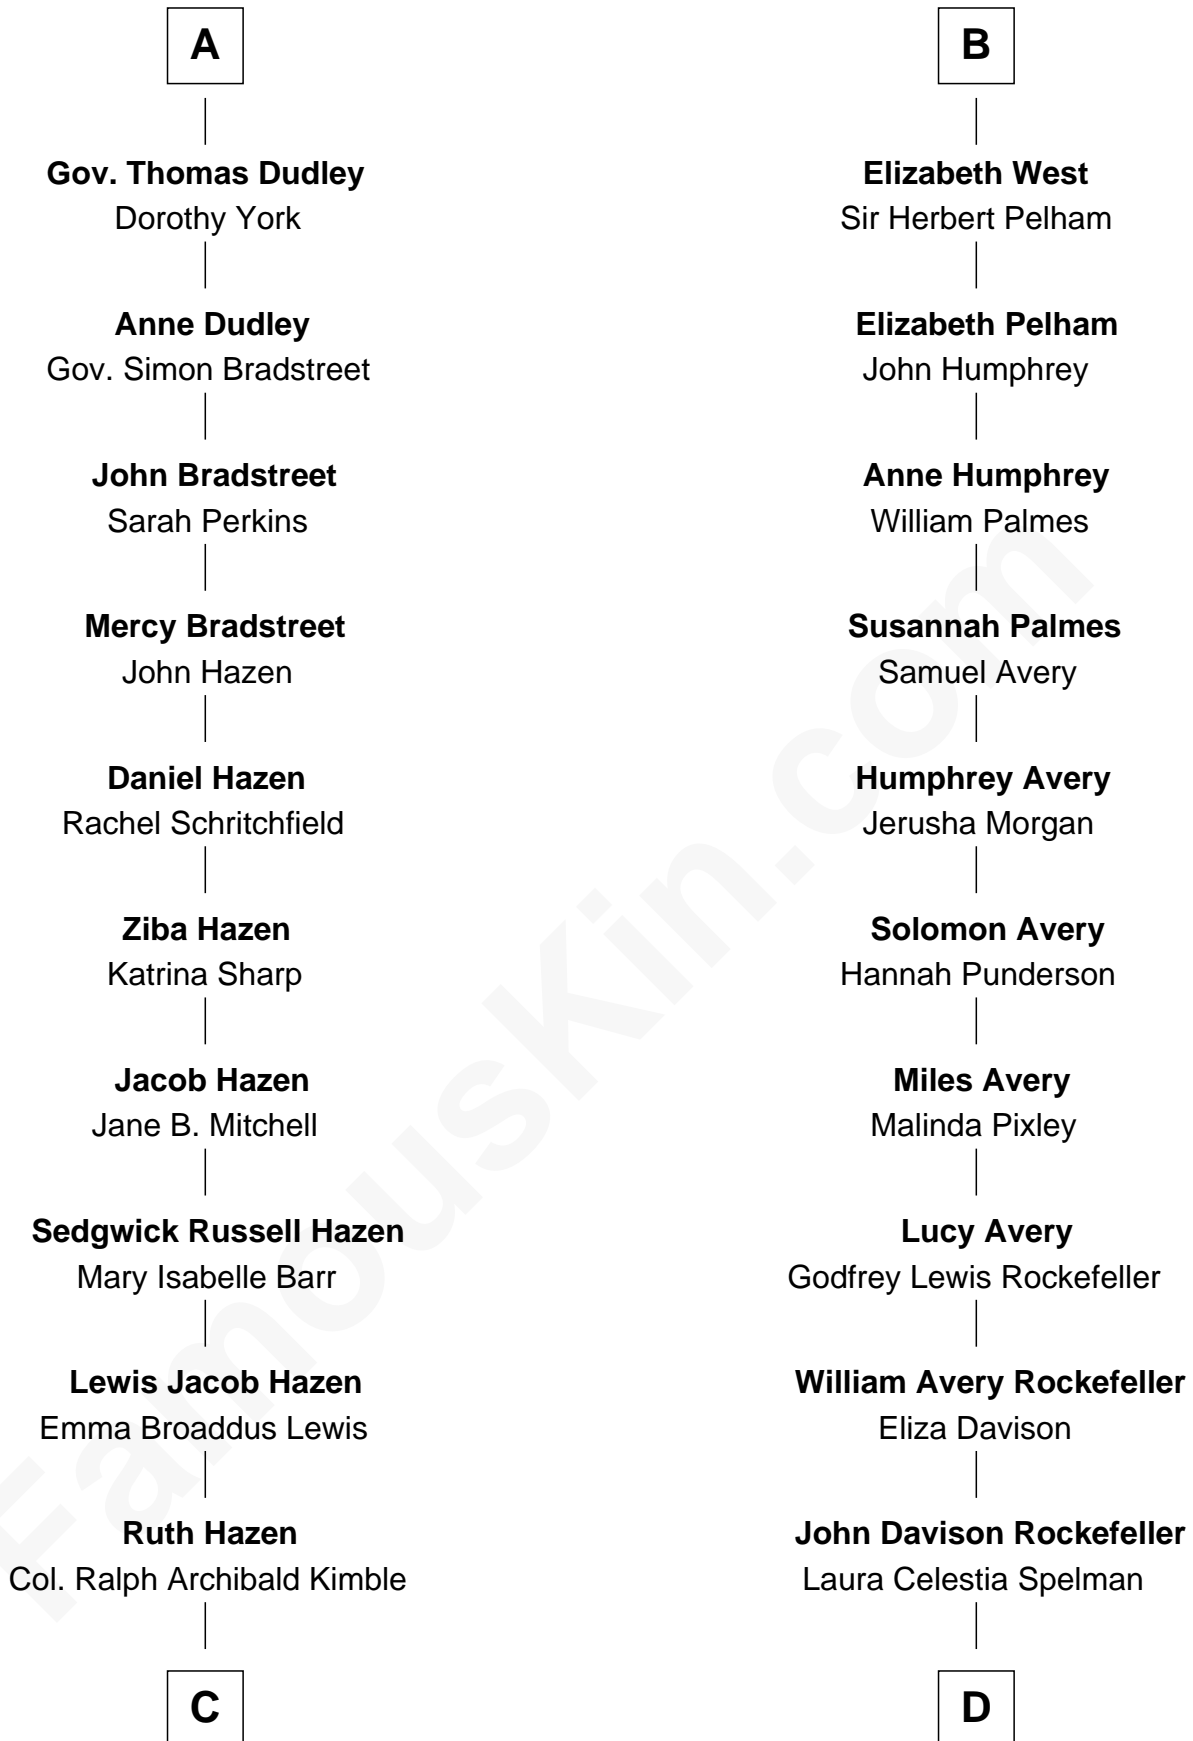 A
Gov. Thomas Dudley
Dorothy York
Anne Dudley
Gov. Simon Bradstreet
John Bradstreet
Sarah Perkins
Mercy Bradstreet
John Hazen
Daniel Hazen
Rachel Schritchfield
Ziba Hazen
Katrina Sharp
Jacob Hazen
Jane B. Mitchell
Sedgwick Russell Hazen
Mary Isabelle Barr
Lewis Jacob Hazen
Emma Broaddus Lewis
Ruth Hazen
Col. Ralph Archibald Kimble
C
B
Elizabeth West
Sir Herbert Pelham
Elizabeth Pelham
John Humphrey
Anne Humphrey
William Palmes
Susannah Palmes
Samuel Avery
Humphrey Avery
Jerusha Morgan
Solomon Avery
Hannah Punderson
Miles Avery
Malinda Pixley
Lucy Avery
Godfrey Lewis Rockefeller
William Avery Rockefeller
Eliza Davison
John Davison Rockefeller
Laura Celestia Spelman
D
FamousKin.com